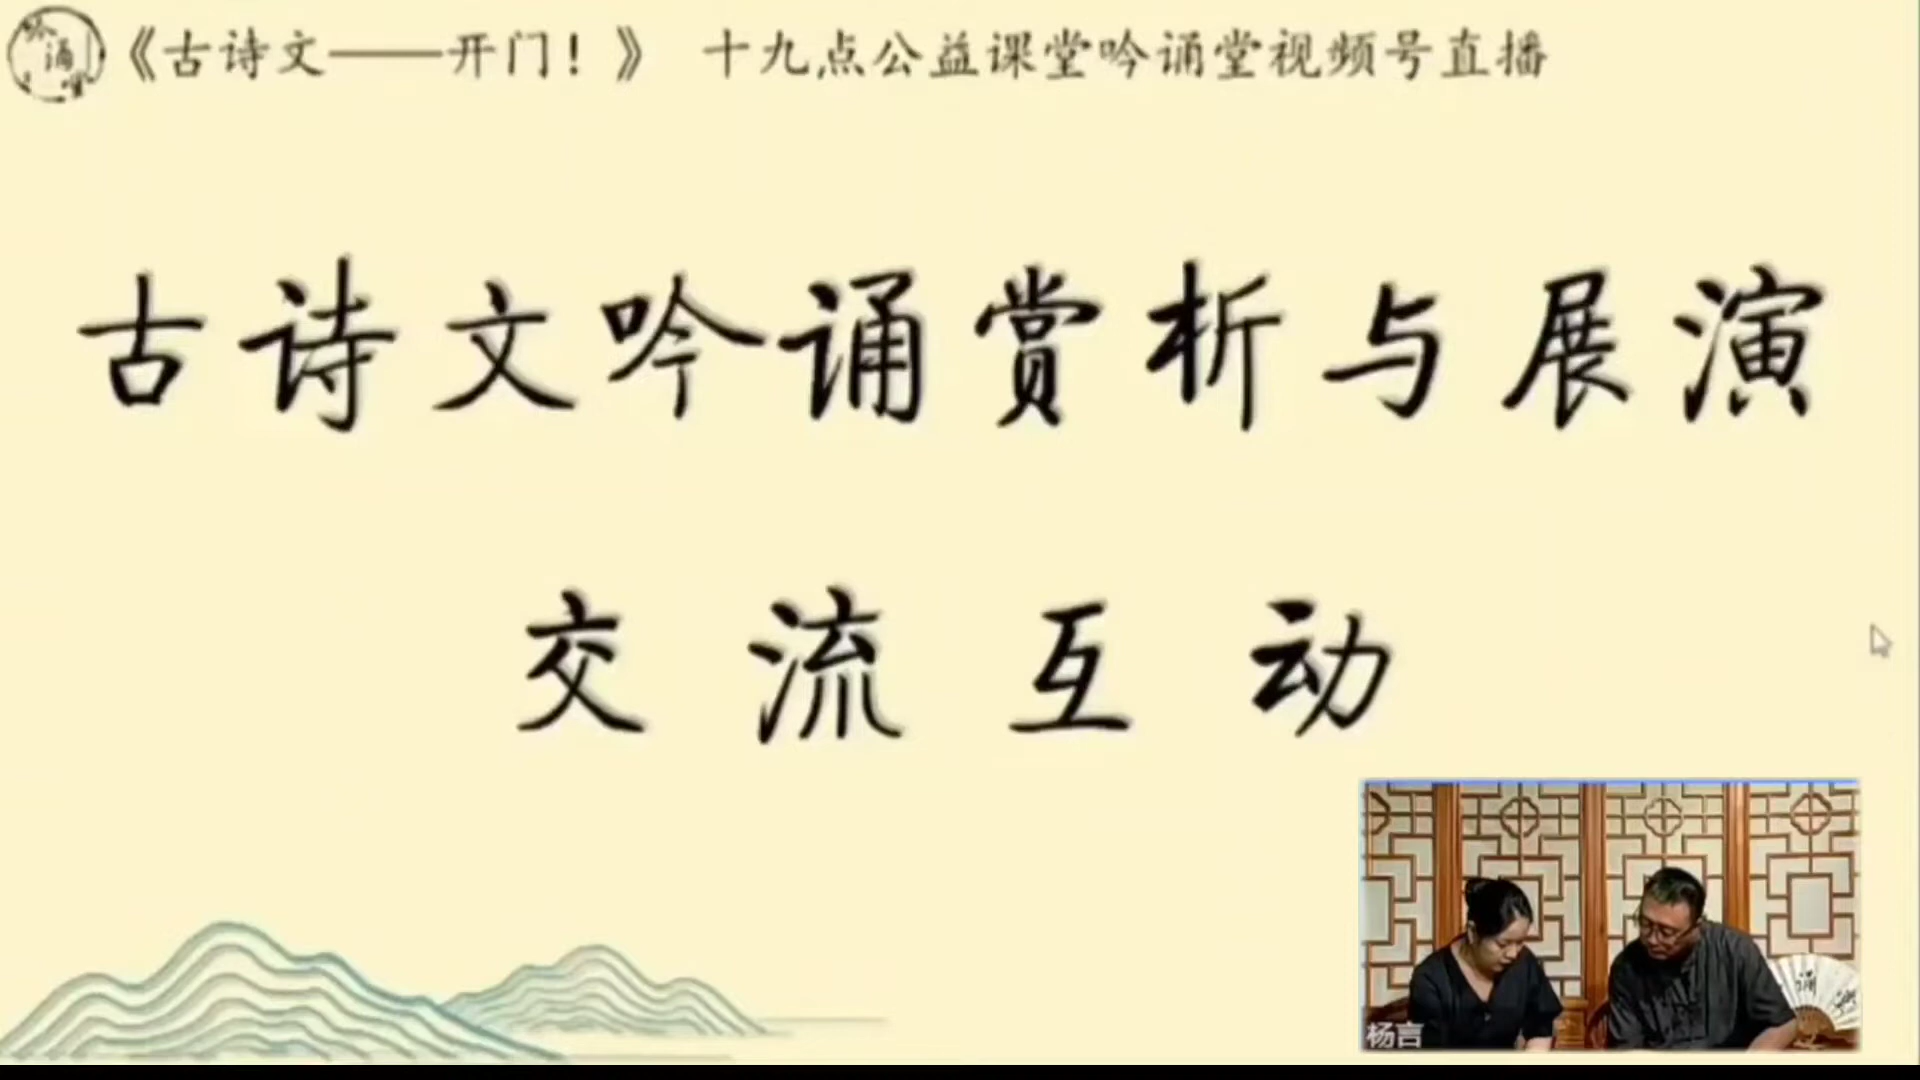 《古诗文——开门！》 十九点公益课堂吟诵堂视频号直播
古诗文吟诵赏析与展演
交流互动
杨言
诵